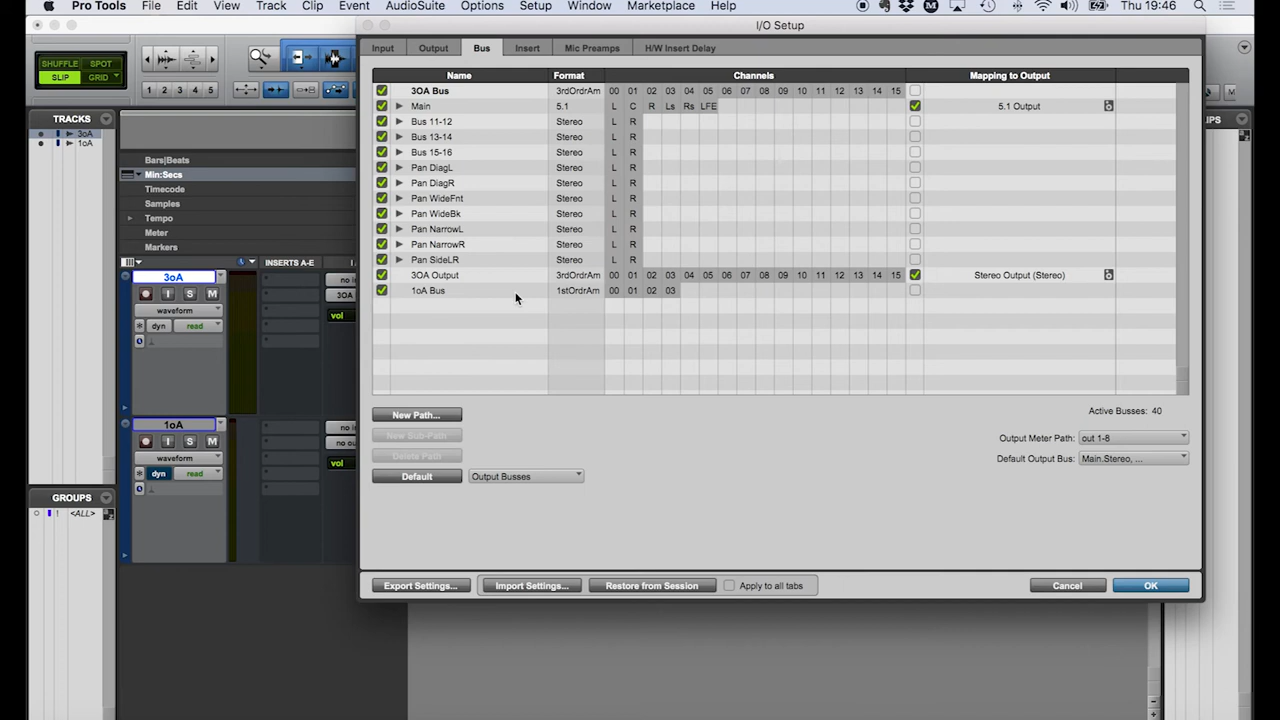 Pro Tools File Edit View Track Clip Event AudioSuite Options Setup Window Marketplace Help Thu 19:46
I/O Setup
Input Output Bus Insert Mic Preamps H/W Insert Delay
SHUFFLE SPOT
SLIP GRID
1 2 3 4 5
Name Format Channels Mapping to Output
3OA Bus 3rdOrdrAm 00 01 02 03 04 05 06 07 08 09 10 11 12 13 14 15
Main 5.1 L C R Ls Rs LFE 5.1 Output
Bus 11-12 Stereo L R
Bus 13-14 Stereo L R
Bus 15-16 Stereo L R
Pan DiagL Stereo L R
Pan DiagR Stereo L R
Pan WideFnt Stereo L R
Pan WideBk Stereo L R
Pan NarrowL Stereo L R
Pan NarrowR Stereo L R
Pan SideLR Stereo L R
3OA Output 3rdOrdrAm 00 01 02 03 04 05 06 07 08 09 10 11 12 13 14 15 Stereo Output (Stereo)
1oA Bus 1stOrdrAm 00 01 02 03
TRACKS
3oA
1oA
Bars|Beats
Min:Secs
Timecode
Samples
Tempo
Meter
Markers
INSERTS A-E
3oA
I S M
waveform
dyn read
no i
3OA
vol
1oA
I S M
waveform
dyn read
no i
no ou
vol
GROUPS
! <ALL>
LIPS
M
New Path...
New Sub-Path
Delete Path
Default Output Busses
Active Busses: 40
Output Meter Path: out 1-8
Default Output Bus: Main.Stereo, ...
Export Settings... Import Settings... Restore from Session Apply to all tabs Cancel OK